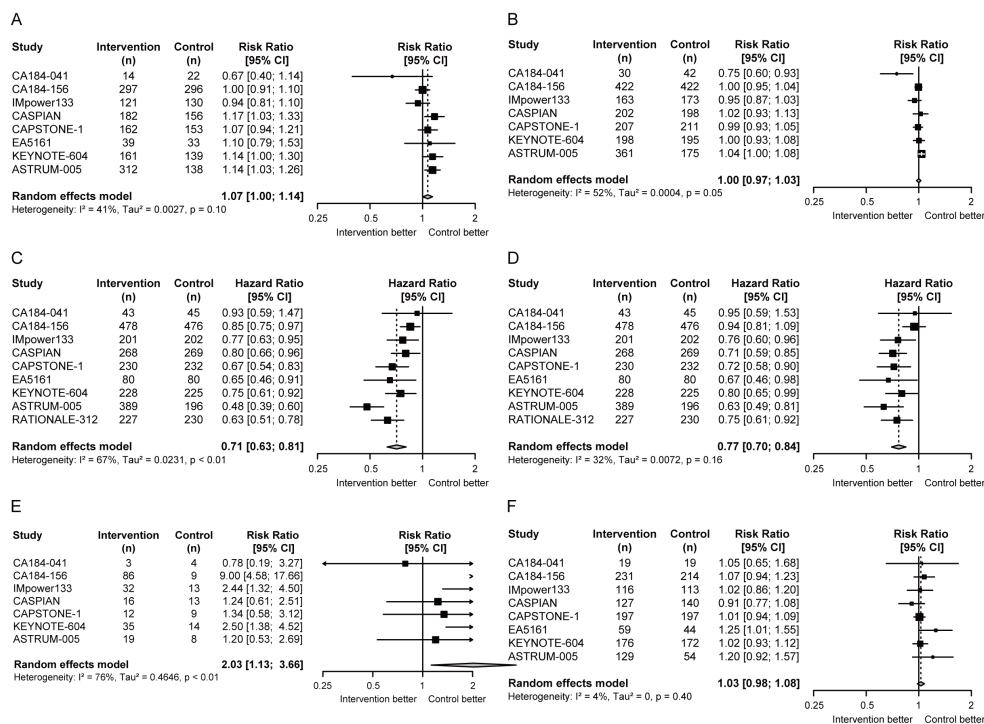 A
Study Intervention (n) Control (n) Risk Ratio [95% CI] Risk Ratio [95% CI]
CA184-041 14 22 0.67 [0.40; 1.14]
CA184-156 297 296 1.00 [0.91; 1.10]
IMpower133 121 130 0.94 [0.81; 1.10]
CASPIAN 182 156 1.17 [1.03; 1.33]
CAPSTONE-1 162 153 1.07 [0.94; 1.21]
EA5161 39 33 1.10 [0.79; 1.53]
KEYNOTE-604 161 139 1.14 [1.00; 1.30]
ASTRUM-005 312 138 1.14 [1.03; 1.26]
Random effects model 1.07 [1.00; 1.14]
Heterogeneity: I² = 41%, Tau² = 0.0027, p = 0.10
0.25 0.5 1 2
Intervention better Control better
B
Study Intervention (n) Control (n) Risk Ratio [95% CI] Risk Ratio [95% CI]
CA184-041 30 42 0.75 [0.60; 0.93]
CA184-156 422 422 1.00 [0.95; 1.04]
IMpower133 163 173 0.95 [0.87; 1.03]
CASPIAN 202 198 1.02 [0.93; 1.13]
CAPSTONE-1 207 211 0.99 [0.93; 1.05]
KEYNOTE-604 198 195 1.00 [0.93; 1.08]
ASTRUM-005 361 175 1.04 [1.00; 1.08]
Random effects model 1.00 [0.97; 1.03]
Heterogeneity: I² = 52%, Tau² = 0.0004, p = 0.05
0.25 0.5 1 2
Intervention better Control better
C
Study Intervention (n) Control (n) Hazard Ratio [95% CI] Hazard Ratio [95% CI]
CA184-041 43 45 0.93 [0.59; 1.47]
CA184-156 478 476 0.85 [0.75; 0.97]
IMpower133 201 202 0.77 [0.63; 0.95]
CASPIAN 268 269 0.80 [0.66; 0.96]
CAPSTONE-1 230 232 0.67 [0.54; 0.83]
EA5161 80 80 0.65 [0.46; 0.91]
KEYNOTE-604 228 225 0.75 [0.61; 0.92]
ASTRUM-005 389 196 0.48 [0.39; 0.60]
RATIONALE-312 227 230 0.63 [0.51; 0.78]
Random effects model 0.71 [0.63; 0.81]
Heterogeneity: I² = 67%, Tau² = 0.0231, p < 0.01
0.25 0.5 1 2
Intervention better Control better
D
Study Intervention (n) Control (n) Hazard Ratio [95% CI] Hazard Ratio [95% CI]
CA184-041 43 45 0.95 [0.59; 1.53]
CA184-156 478 476 0.94 [0.81; 1.09]
IMpower133 201 202 0.76 [0.60; 0.96]
CASPIAN 268 269 0.71 [0.59; 0.85]
CAPSTONE-1 230 232 0.72 [0.58; 0.90]
EA5161 80 80 0.67 [0.46; 0.98]
KEYNOTE-604 228 225 0.80 [0.65; 0.99]
ASTRUM-005 389 196 0.63 [0.49; 0.81]
RATIONALE-312 227 230 0.75 [0.61; 0.92]
Random effects model 0.77 [0.70; 0.84]
Heterogeneity: I² = 32%, Tau² = 0.0072, p = 0.16
0.25 0.5 1 2
Intervention better Control better
E
Study Intervention (n) Control (n) Risk Ratio [95% CI] Risk Ratio [95% CI]
CA184-041 3 4 0.78 [0.19; 3.27]
CA184-156 86 9 9.00 [4.58; 17.66]
IMpower133 32 13 2.44 [1.32; 4.50]
CASPIAN 16 13 1.24 [0.61; 2.51]
CAPSTONE-1 12 9 1.34 [0.58; 3.12]
KEYNOTE-604 35 14 2.50 [1.38; 4.52]
ASTRUM-005 19 8 1.20 [0.53; 2.69]
Random effects model 2.03 [1.13; 3.66]
Heterogeneity: I² = 76%, Tau² = 0.4646, p < 0.01
0.25 0.5 1 2
Intervention better Control better
F
Study Intervention (n) Control (n) Risk Ratio [95% CI] Risk Ratio [95% CI]
CA184-041 19 19 1.05 [0.65; 1.68]
CA184-156 231 214 1.07 [0.94; 1.23]
IMpower133 116 113 1.02 [0.86; 1.20]
CASPIAN 127 140 0.91 [0.77; 1.08]
CAPSTONE-1 197 197 1.01 [0.94; 1.09]
EA5161 59 44 1.25 [1.01; 1.55]
KEYNOTE-604 176 172 1.02 [0.93; 1.12]
ASTRUM-005 129 54 1.20 [0.92; 1.57]
Random effects model 1.03 [0.98; 1.08]
Heterogeneity: I² = 4%, Tau² = 0, p = 0.40
0.25 0.5 1 2
Intervention better Control better